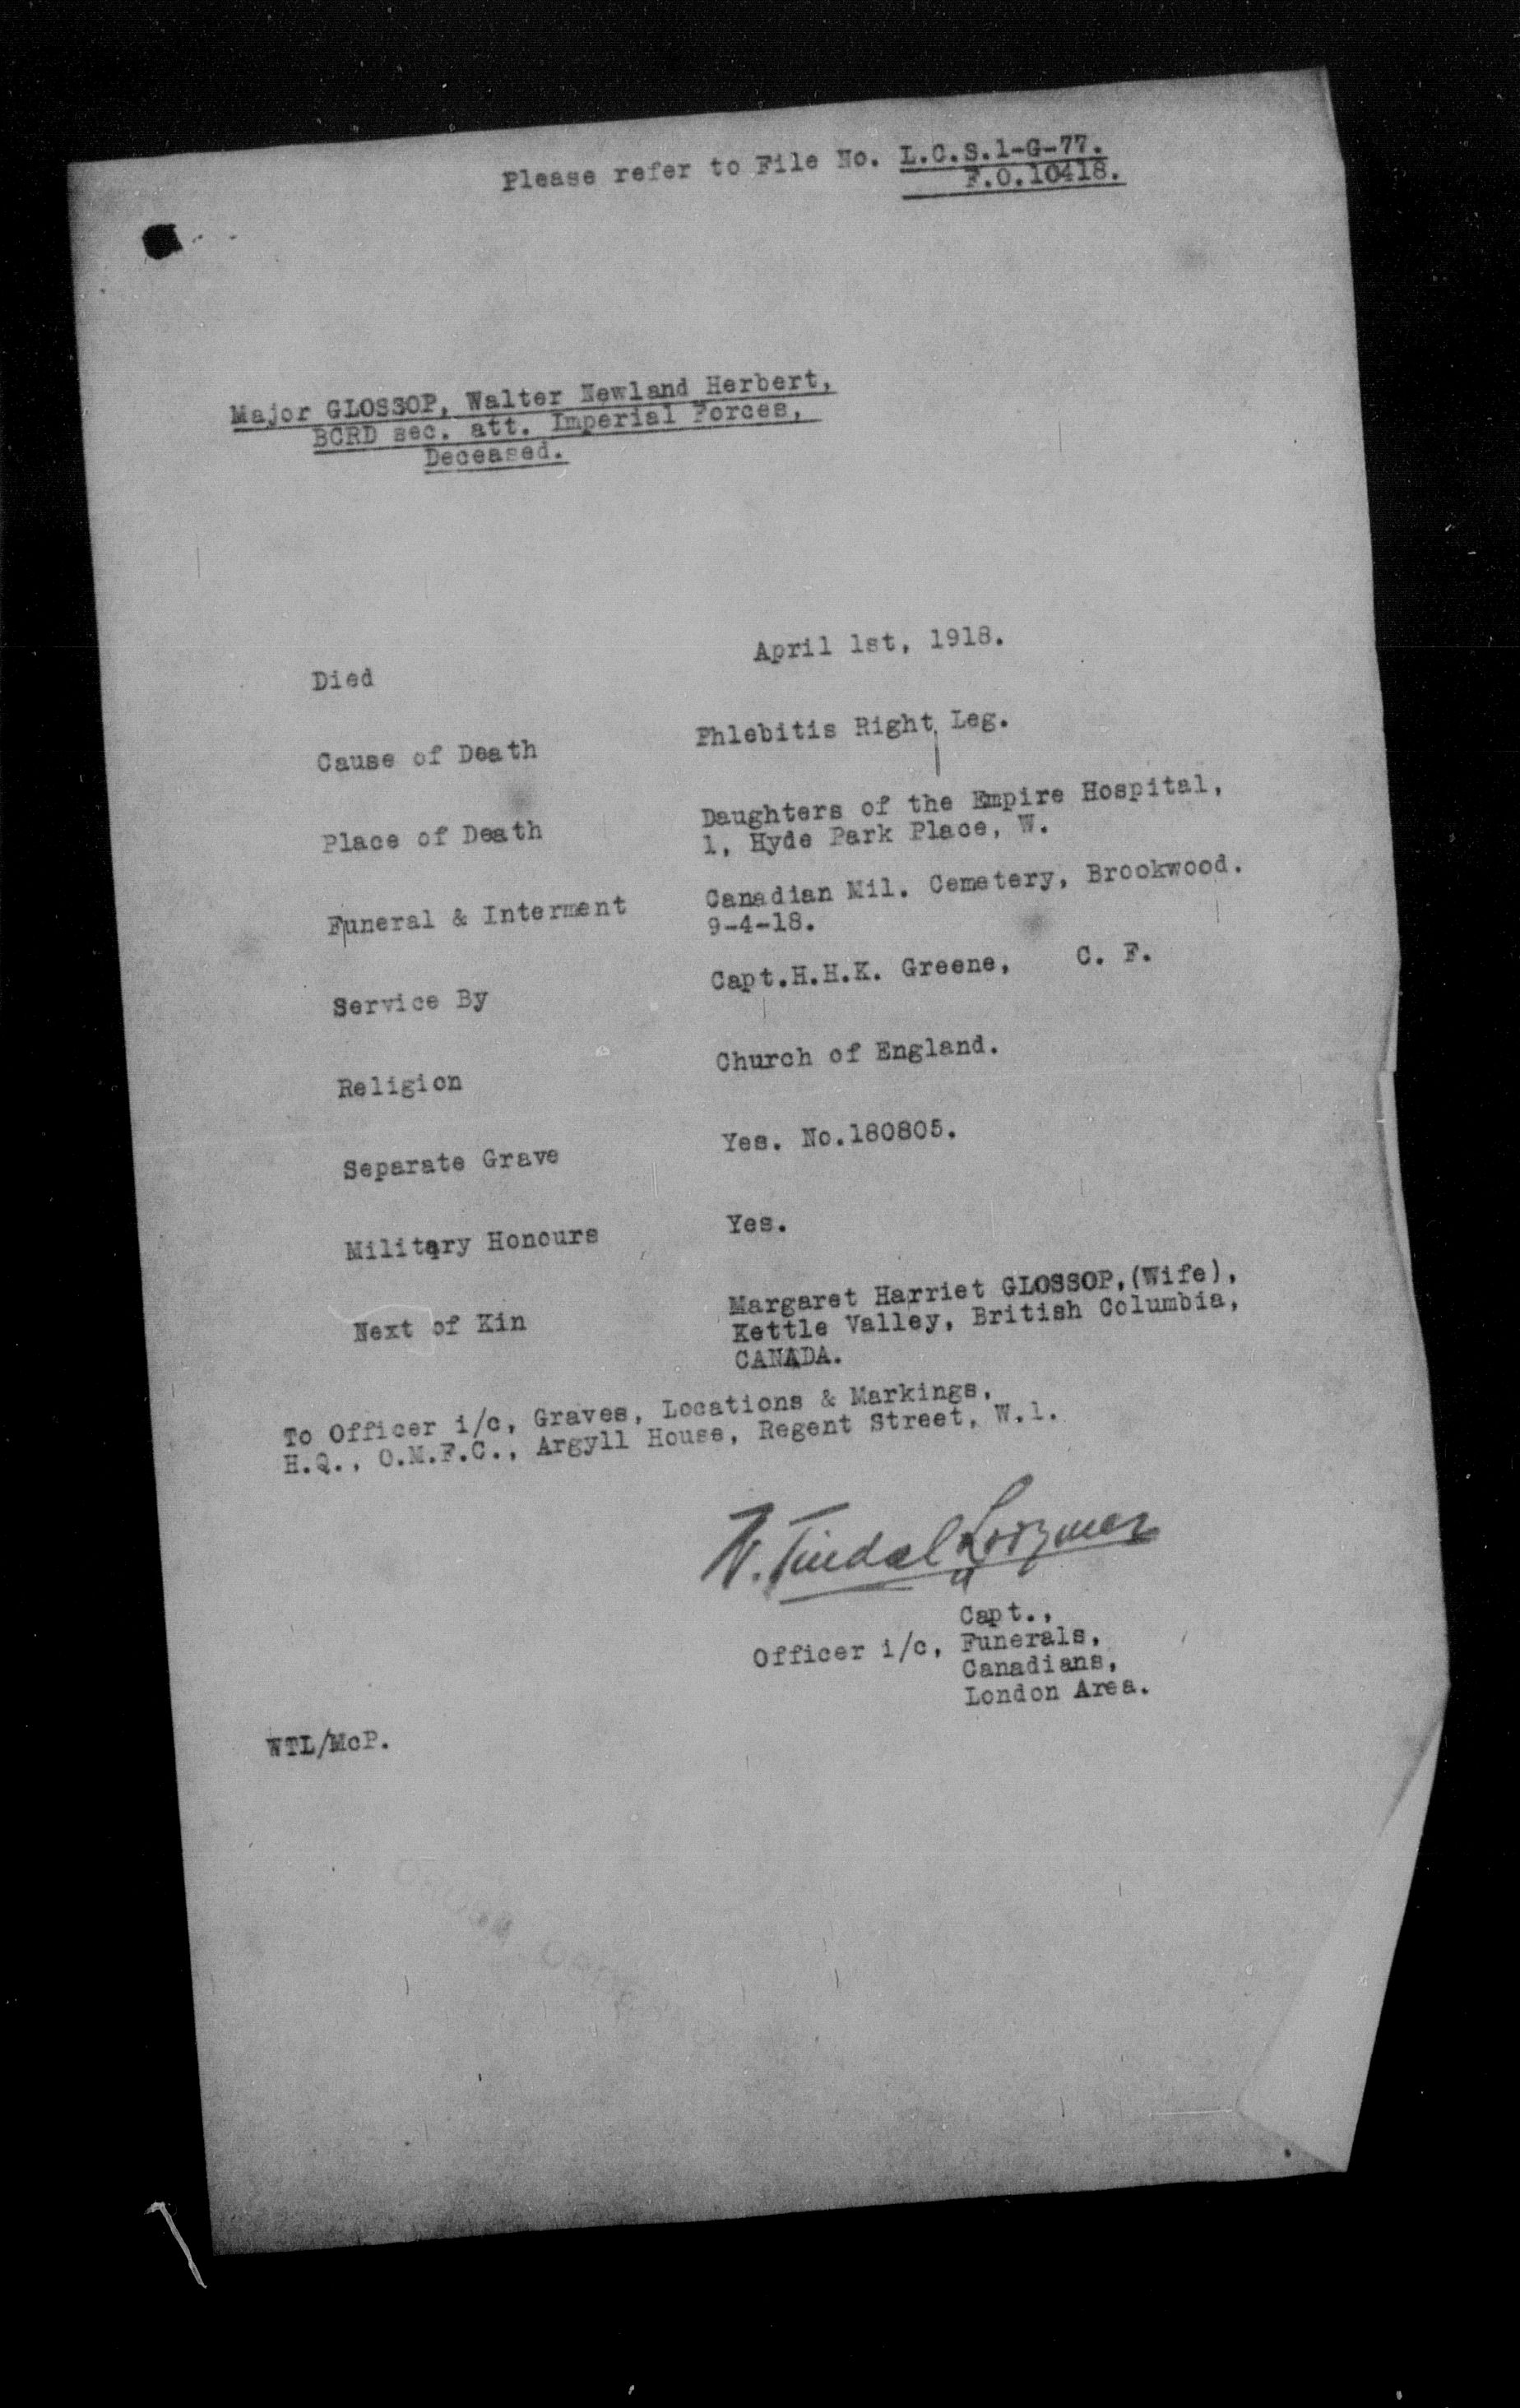 Please refer to File No. L.C.S.1-G-77.
F.O.10418.
Major GLOSSOP, Walter Newland Herbert,
BCRD sec. att. Imperial Forces,
Deceased.
Died April 1st, 1918.
Cause of Death Phlebitis Right Leg.
Place of Death Daughters of the Empire Hospital,
1, Hyde Park Place, W.
Funeral & Interment Canadian Mil. Cemetery, Brookwood.
9-4-18.
Service By Capt.H.H.K. Greene, C. F.
Religion Church of England.
Separate Grave Yes. No.180805.
Military Honours Yes.
Next of Kin Margaret Harriet GLOSSOP,(Wife),
Kettle Valley, British Columbia,
CANADA.
To Officer i/c, Graves, Locations & Markings,
H.Q., O.M.F.C., Argyll House, Regent Street, W.1.
W. Tindal
Capt.,
Officer i/c, Funerals,
Canadians,
London Area.
WTL/McP.